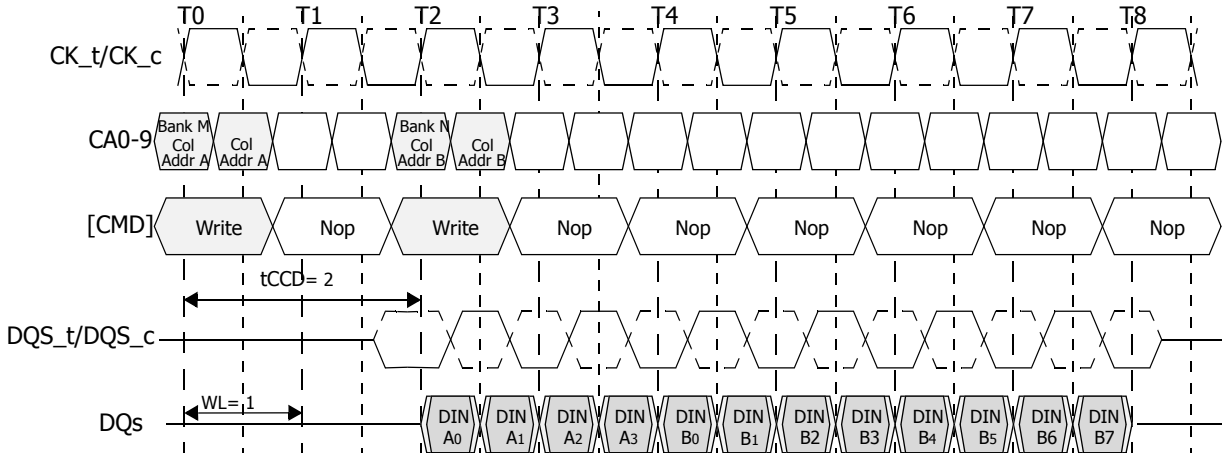 T0 T1 T2 T3 T4 T5 T6 T7 T8
CK_t/CK_c
CA0-9
Bank M
Col
Addr A
Col
Addr A
Bank N
Col
Addr B
Col
Addr B
[CMD]
Write Nop Write Nop Nop Nop Nop Nop Nop
tCCD= 2
DQS_t/DQS_c
WL= 1
DQs
DIN DIN DIN DIN DIN DIN DIN DIN DIN DIN DIN DIN
A0 A1 A2 A3 B0 B1 B2 B3 B4 B5 B6 B7